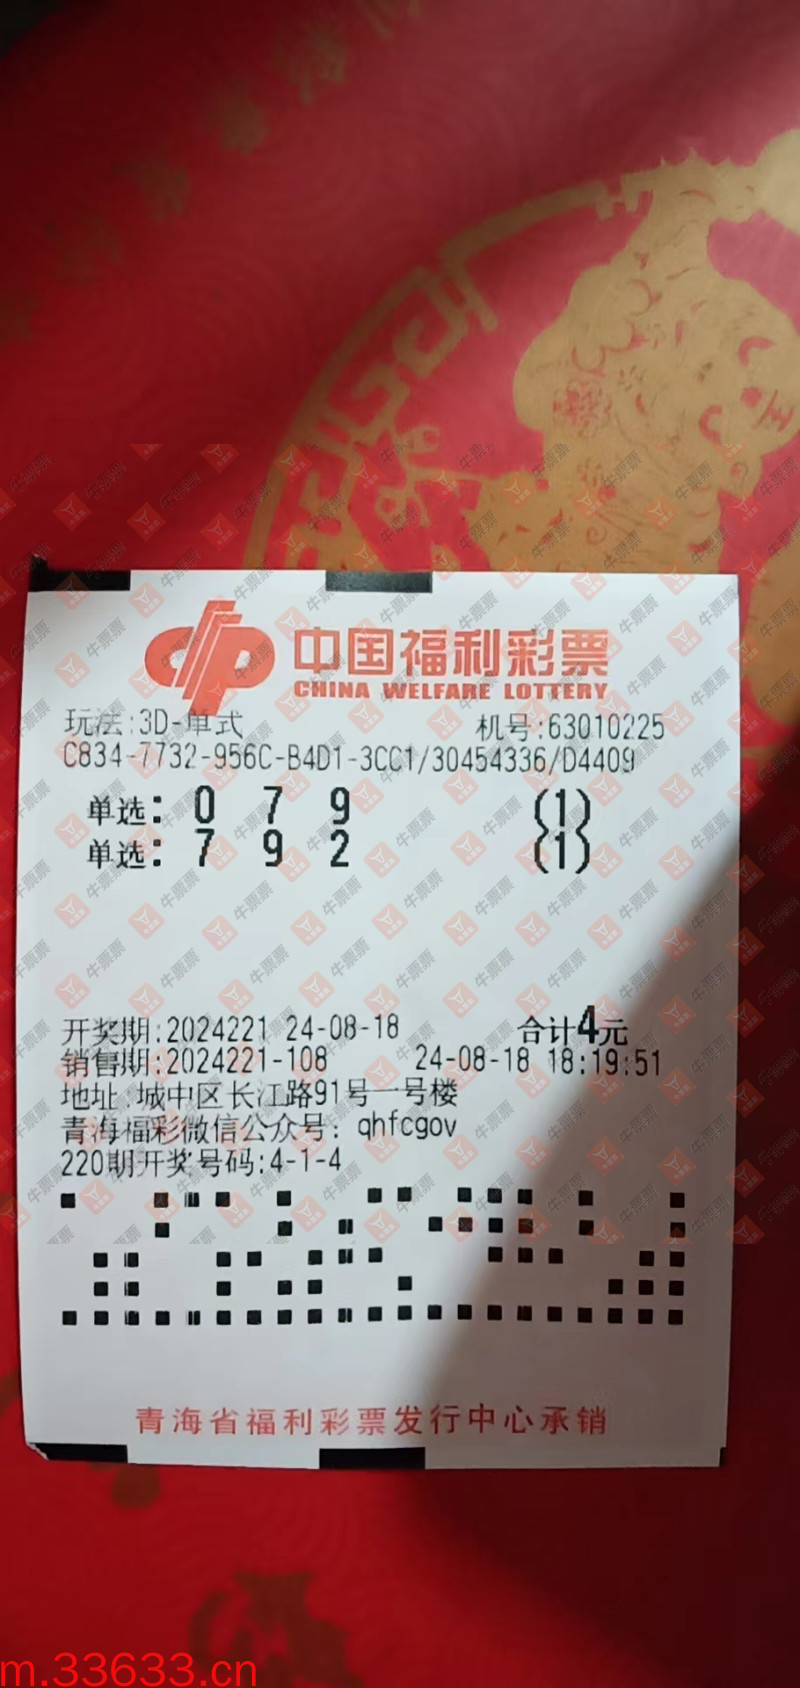 中国福利彩票
CHINA WELFARE LOTTERY
玩法:3D-单式 机号:63010225
C834-7732-956C-B4D1-3CC1/30454336/D4409
单选: 0 7 9 (1)
单选: 7 9 2 (1)
开奖期:2024221 24-08-18 合计4元
销售期:2024221-108 24-08-18 18:19:51
地址:城中区长江路91号一号楼
青海福彩微信公众号: qhfcgov
220期开奖号码:4-1-4
青海省福利彩票发行中心承销
牛票票
m.33633.cn